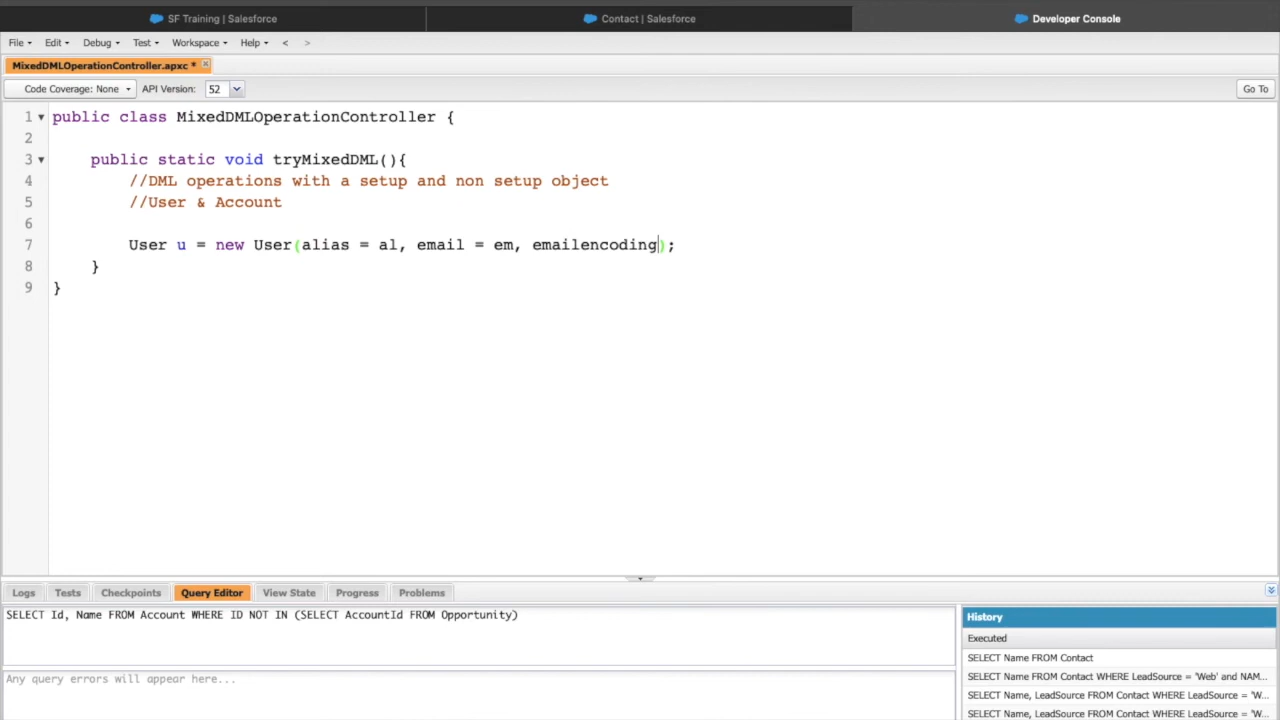 SF Training | Salesforce
Contact | Salesforce
Developer Console
File Edit Debug Test Workspace Help < >
MixedDMLOperationController.apxc *
Code Coverage: None API Version: 52 Go To
1 public class MixedDMLOperationController {
2
3 public static void tryMixedDML(){
4 //DML operations with a setup and non setup object
5 //User & Account
6
7 User u = new User(alias = al, email = em, emailencoding);
8 }
9 }
Logs Tests Checkpoints Query Editor View State Progress Problems
SELECT Id, Name FROM Account WHERE ID NOT IN (SELECT AccountId FROM Opportunity)
Any query errors will appear here...
History
Executed
SELECT Name FROM Contact
SELECT Name FROM Contact WHERE LeadSource = 'Web' and NAM...
SELECT Name, LeadSource FROM Contact WHERE LeadSource = 'W...
SELECT Name, LeadSource FROM Contact WHERE LeadSource = 'W...